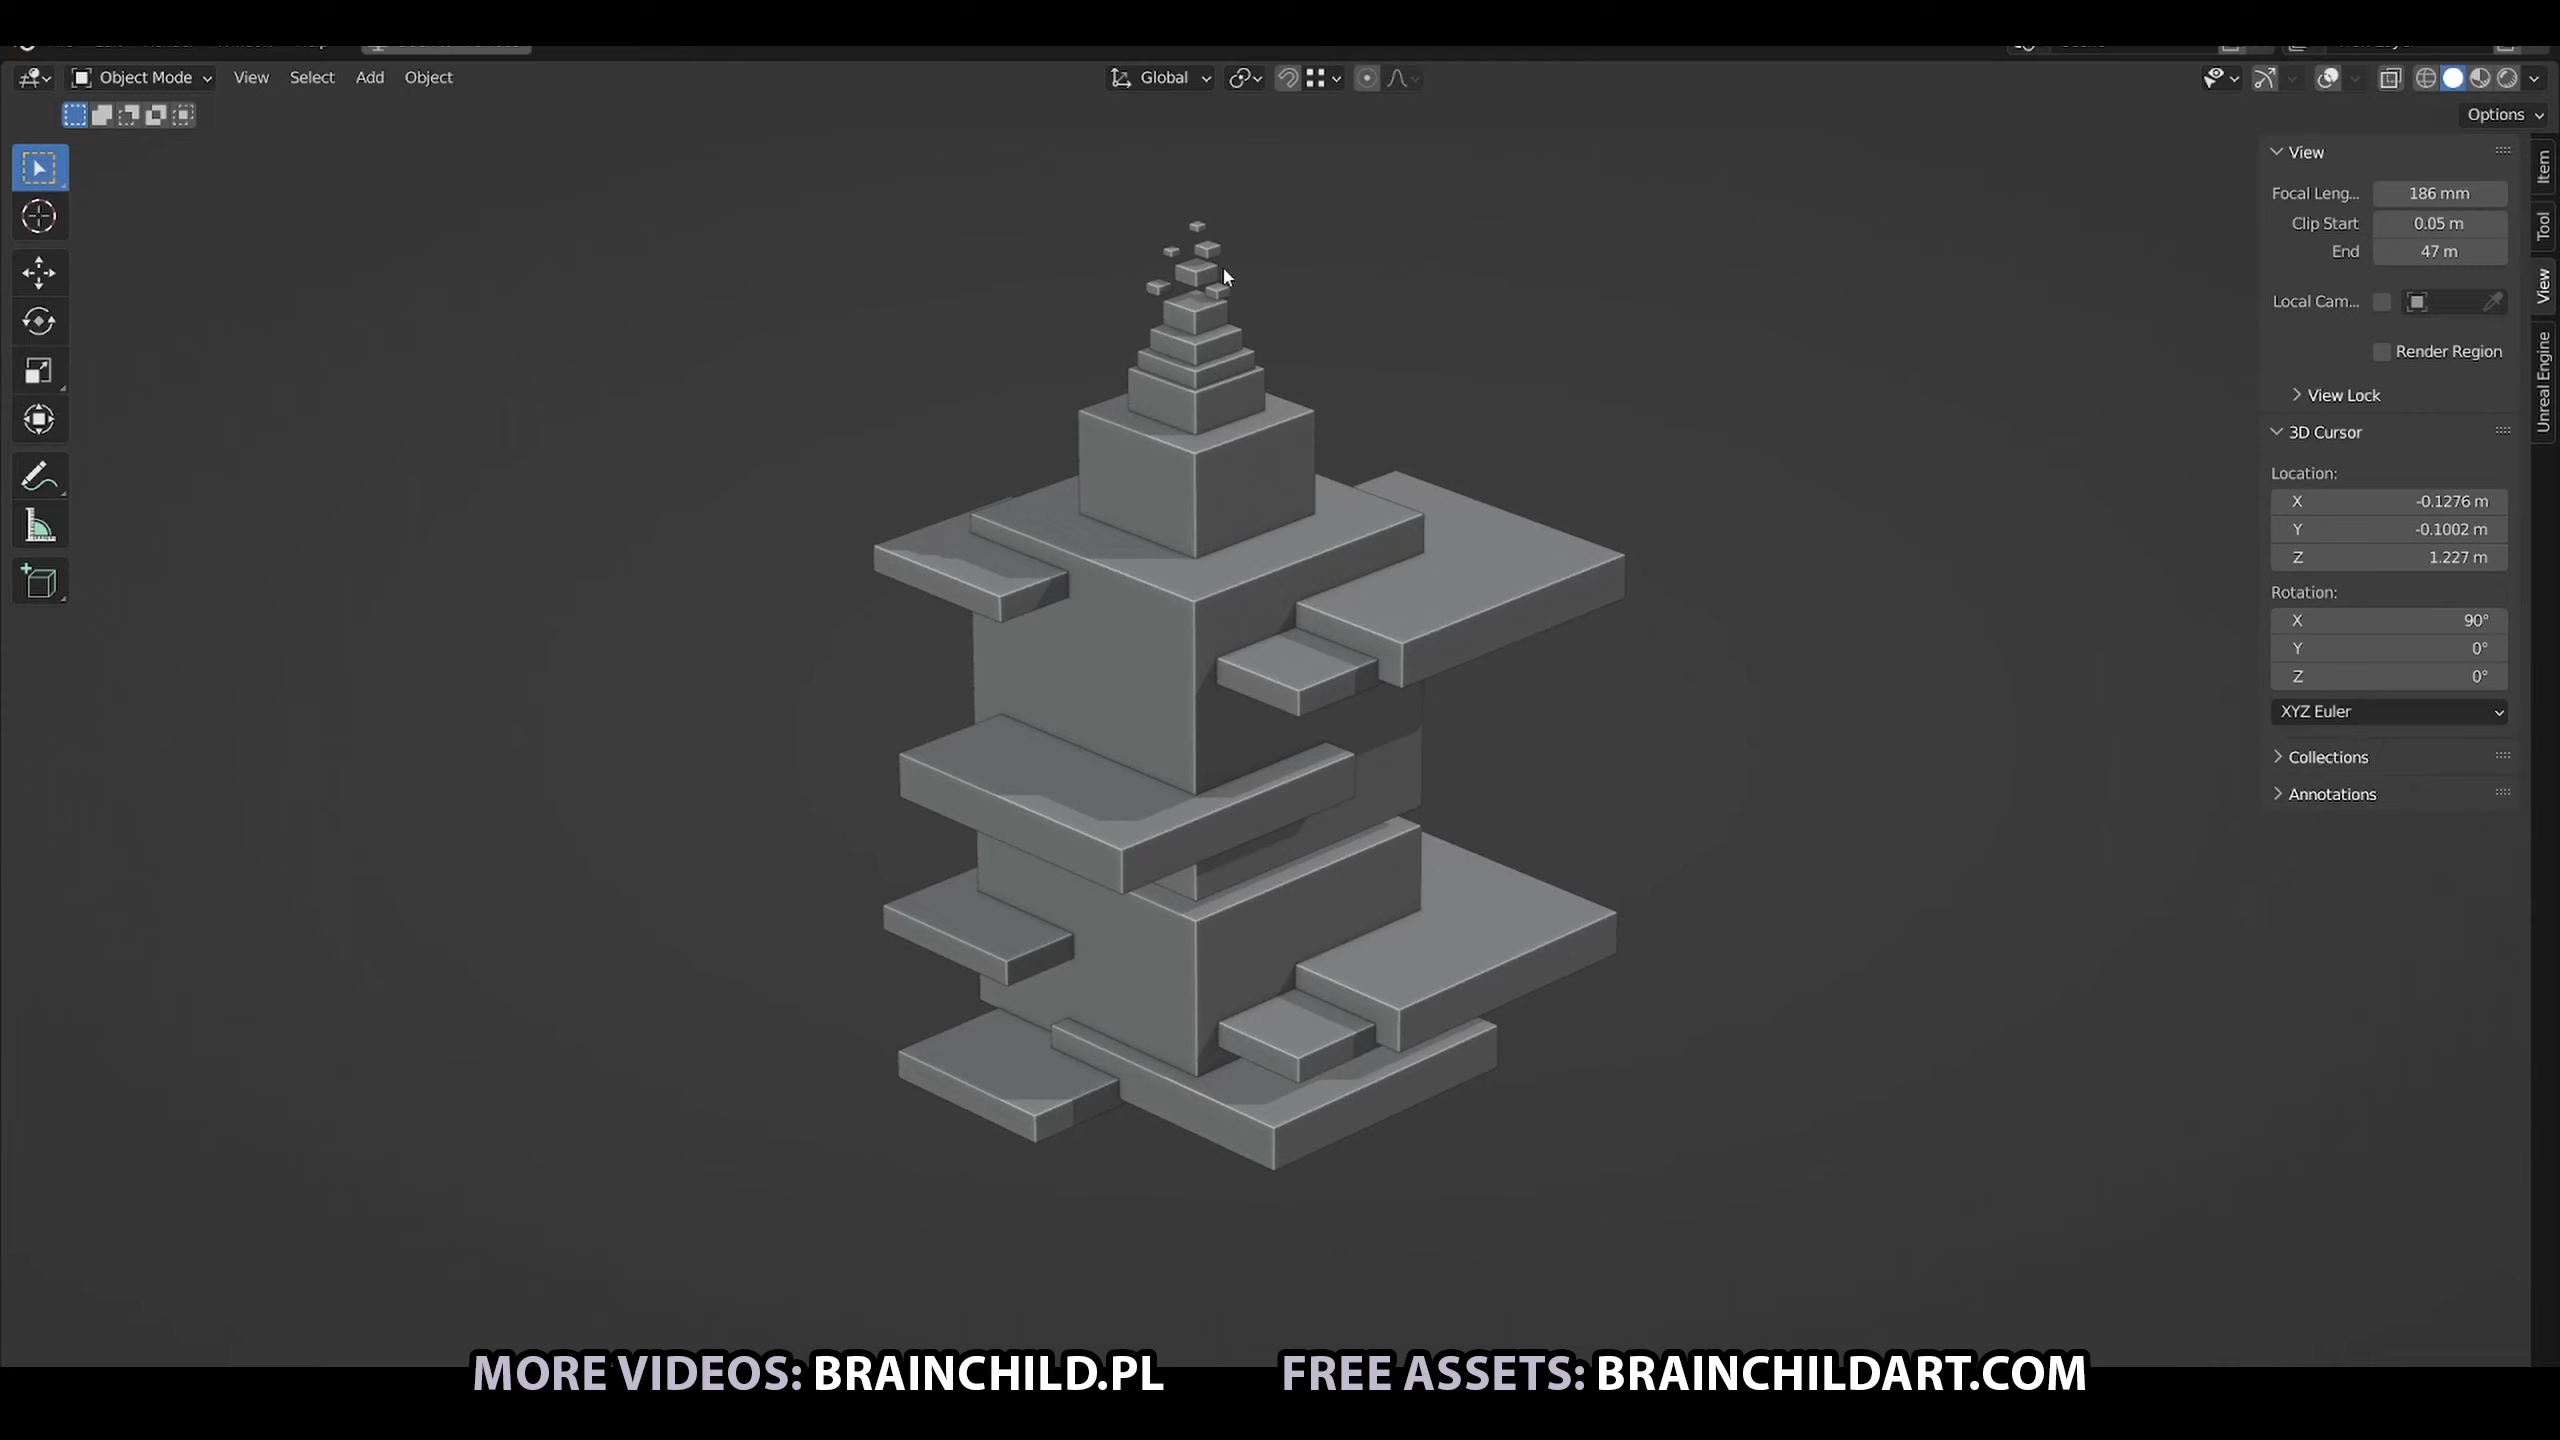 Object Mode View Select Add Object Global
Options
View
Focal Leng... 186 mm
Clip Start 0.05 m
End 47 m
Local Cam...
Render Region
View Lock
3D Cursor
Location:
X -0.1276 m
Y -0.1002 m
Z 1.227 m
Rotation:
X 90°
Y 0°
Z 0°
XYZ Euler
Collections
Annotations
Item
Tool
View
Unreal Engine
MORE VIDEOS: BRAINCHILD.PL FREE ASSETS: BRAINCHILDART.COM